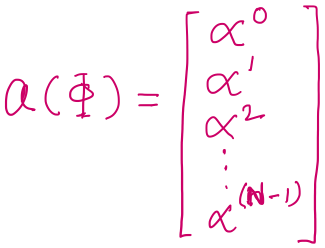 a(Φ) = [α⁰
α¹
α²
⋮
α⁽ᴺ⁻¹⁾]